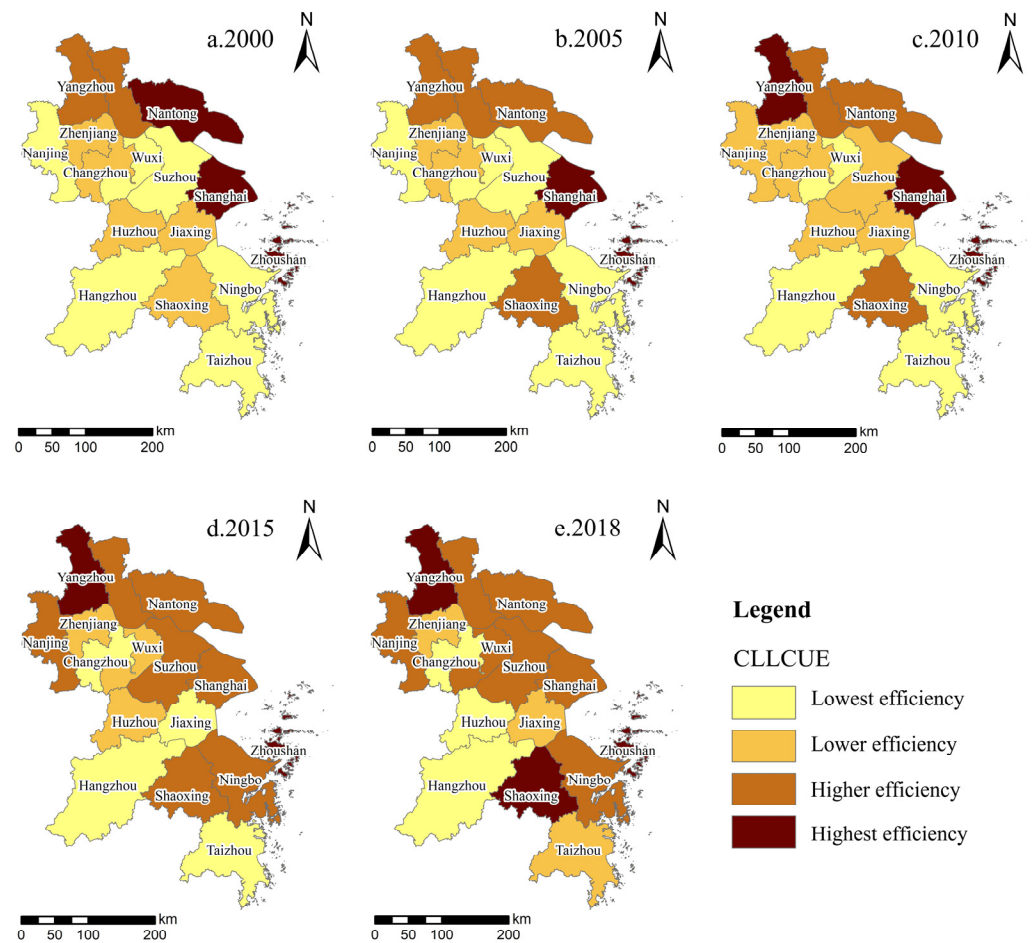 a.2000
N
Yangzhou
Nantong
Zhenjiang
Nanjing
Wuxi
Changzhou
Suzhou
Shanghai
Huzhou
Jiaxing
Zhoushan
Hangzhou
Ningbo
Shaoxing
Taizhou
km
0 50 100 200
b.2005
N
Yangzhou
Nantong
Zhenjiang
Nanjing
Wuxi
Changzhou
Suzhou
Shanghai
Huzhou
Jiaxing
Zhoushan
Hangzhou
Ningbo
Shaoxing
Taizhou
km
0 50 100 200
c.2010
N
Yangzhou
Nantong
Zhenjiang
Nanjing
Wuxi
Changzhou
Suzhou
Shanghai
Huzhou
Jiaxing
Zhoushan
Hangzhou
Ningbo
Shaoxing
Taizhou
km
0 50 100 200
d.2015
N
Yangzhou
Nantong
Zhenjiang
Nanjing
Wuxi
Changzhou
Suzhou
Shanghai
Huzhou
Jiaxing
Zhoushan
Hangzhou
Ningbo
Shaoxing
Taizhou
km
0 50 100 200
e.2018
N
Yangzhou
Nantong
Zhenjiang
Nanjing
Wuxi
Changzhou
Suzhou
Shanghai
Huzhou
Jiaxing
Zhoushan
Hangzhou
Ningbo
Shaoxing
Taizhou
km
0 50 100 200
Legend
CLLCUE
Lowest efficiency
Lower efficiency
Higher efficiency
Highest efficiency